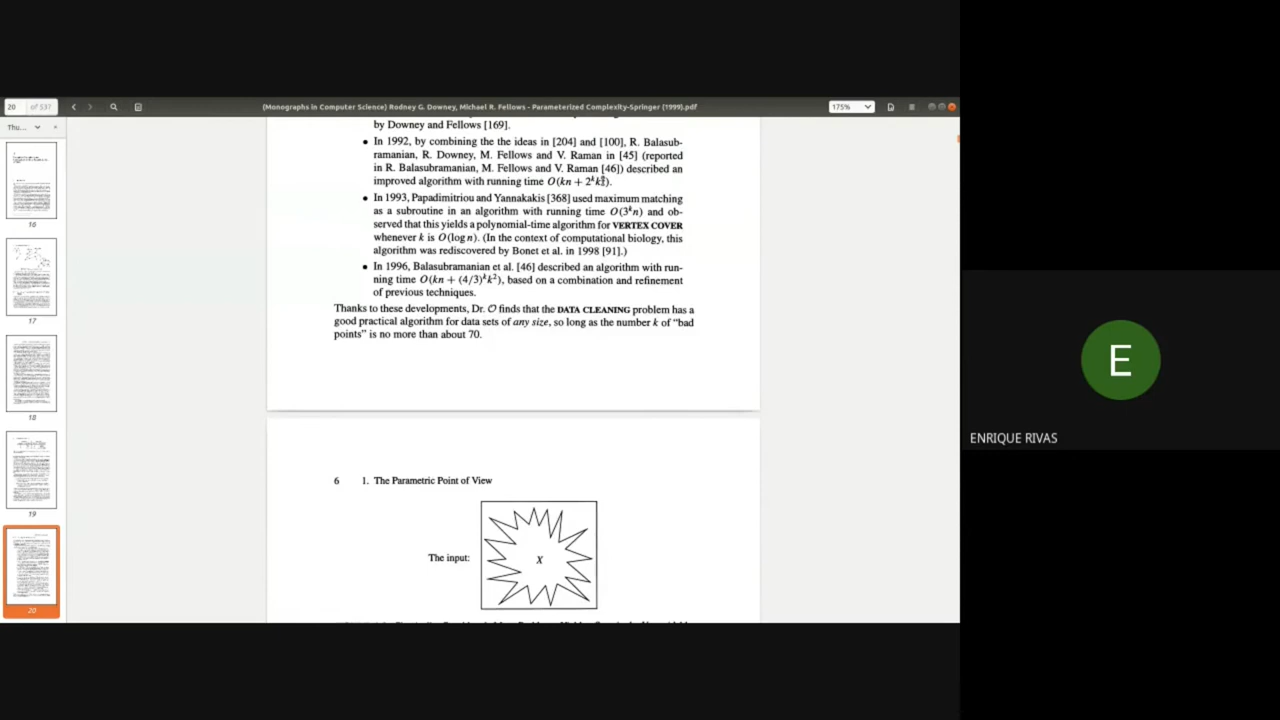 20 of 537
(Monographs in Computer Science) Rodney G. Downey, Michael R. Fellows - Parameterized Complexity-Springer (1999).pdf
175%
Thu...
16
17
18
19
20
by Downey and Fellows [169].
• In 1992, by combining the the ideas in [204] and [100], R. Balasub-
ramanian, R. Downey, M. Fellows and V. Raman in [45] (reported
in R. Balasubramanian, M. Fellows and V. Raman [46]) described an
improved algorithm with running time O(kn + 2ᵏk²).
• In 1993, Papadimitriou and Yannakakis [368] used maximum matching
as a subroutine in an algorithm with running time O(3ᵏn) and ob-
served that this yields a polynomial-time algorithm for VERTEX COVER
whenever k is O(log n). (In the context of computational biology, this
algorithm was rediscovered by Bonet et al. in 1998 [91].)
• In 1996, Balasubramanian et al. [46] described an algorithm with run-
ning time O(kn + (4/3)ᵏk²), based on a combination and refinement
of previous techniques.
Thanks to these developments, Dr. O finds that the DATA CLEANING problem has a
good practical algorithm for data sets of any size, so long as the number k of “bad
points” is no more than about 70.
6 1. The Parametric Point of View
The input:
X
E
ENRIQUE RIVAS